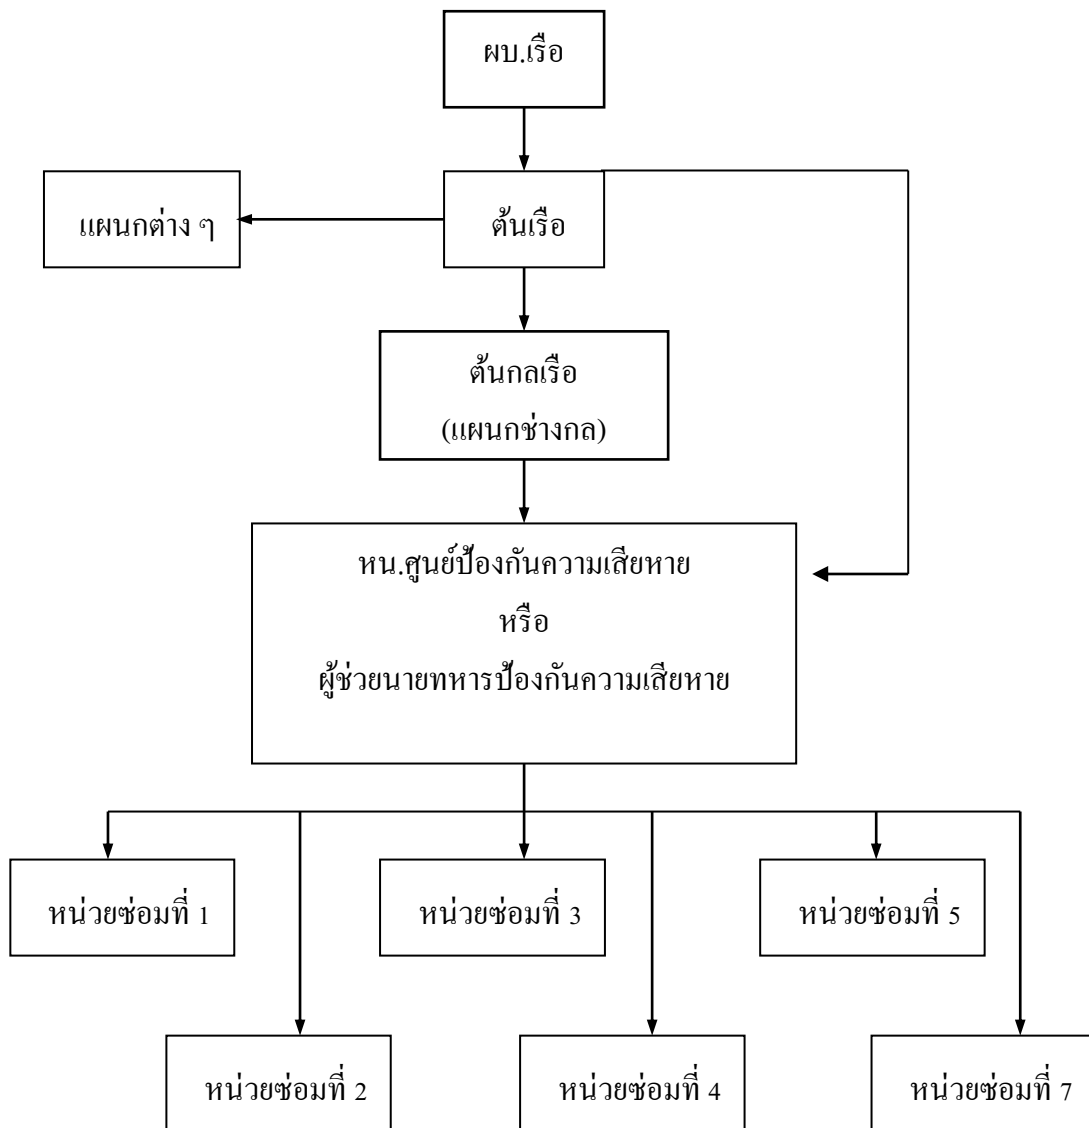 ผบ.เรือ
แผนกต่าง ๆ
ต้นเรือ
ต้นกลเรือ
(แผนกช่างกล)
หน.ศูนย์ป้องกันความเสียหาย
หรือ
ผู้ช่วยนายทหารป้องกันความเสียหาย
หน่วยซ่อมที่ 1
หน่วยซ่อมที่ 3
หน่วยซ่อมที่ 5
หน่วยซ่อมที่ 2
หน่วยซ่อมที่ 4
หน่วยซ่อมที่ 7